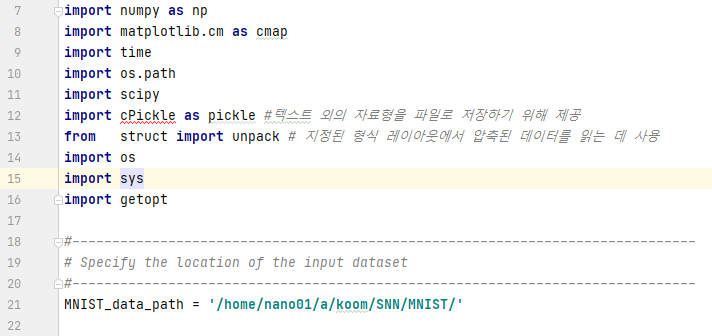 7 import numpy as np
8 import matplotlib.cm as cmap
9 import time
10 import os.path
11 import scipy
12 import cPickle as pickle #텍스트 외의 자료형을 파일로 저장하기 위해 제공
13 from   struct import unpack # 지정된 형식 레이아웃에서 압축된 데이터를 읽는 데 사용
14 import os
15 import sys
16 import getopt
17
18 #-----------------------------------------------------------------------------
19 # Specify the location of the input dataset
20 #-----------------------------------------------------------------------------
21 MNIST_data_path = '/home/nano01/a/koom/SNN/MNIST/'
22